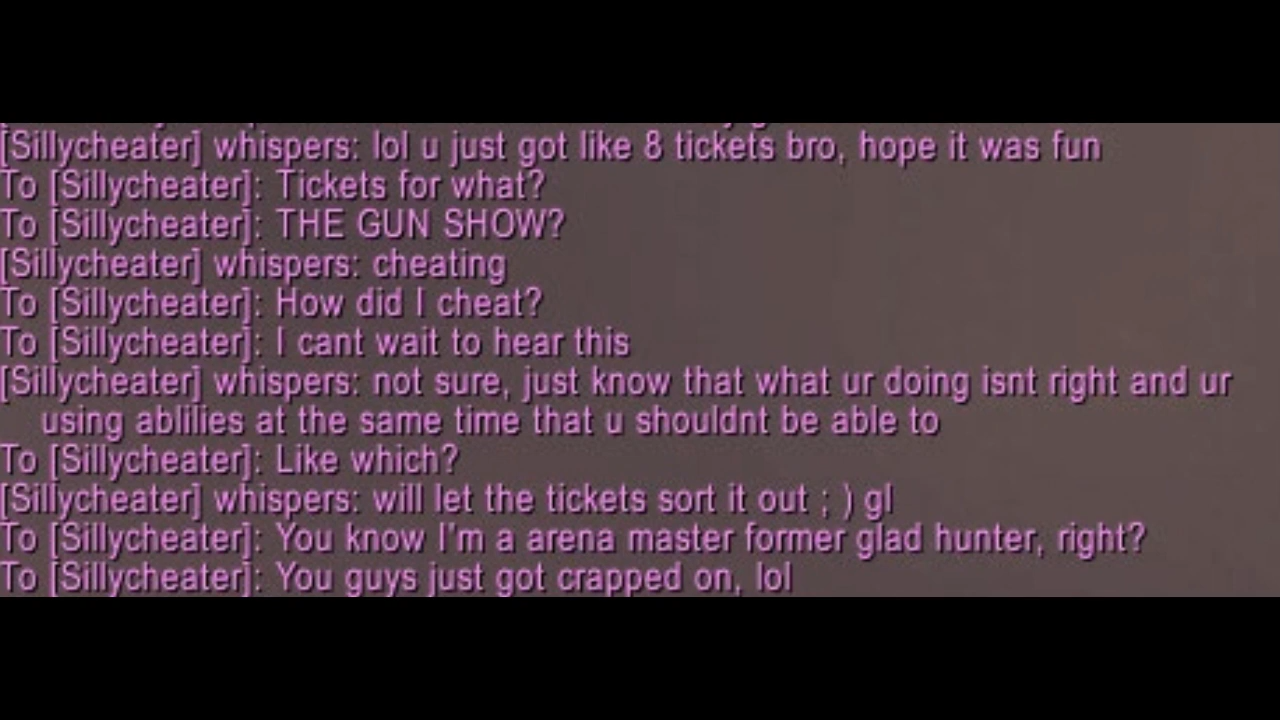 [Sillycheater] whispers: lol u just got like 8 tickets bro, hope it was fun
To [Sillycheater]: Tickets for what?
To [Sillycheater]: THE GUN SHOW?
[Sillycheater] whispers: cheating
To [Sillycheater]: How did I cheat?
To [Sillycheater]: I cant wait to hear this
[Sillycheater] whispers: not sure, just know that what ur doing isnt right and ur
using ablilies at the same time that u shouldnt be able to
To [Sillycheater]: Like which?
[Sillycheater] whispers: will let the tickets sort it out ; ) gl
To [Sillycheater]: You know I'm a arena master former glad hunter, right?
To [Sillycheater]: You guys just got crapped on, lol